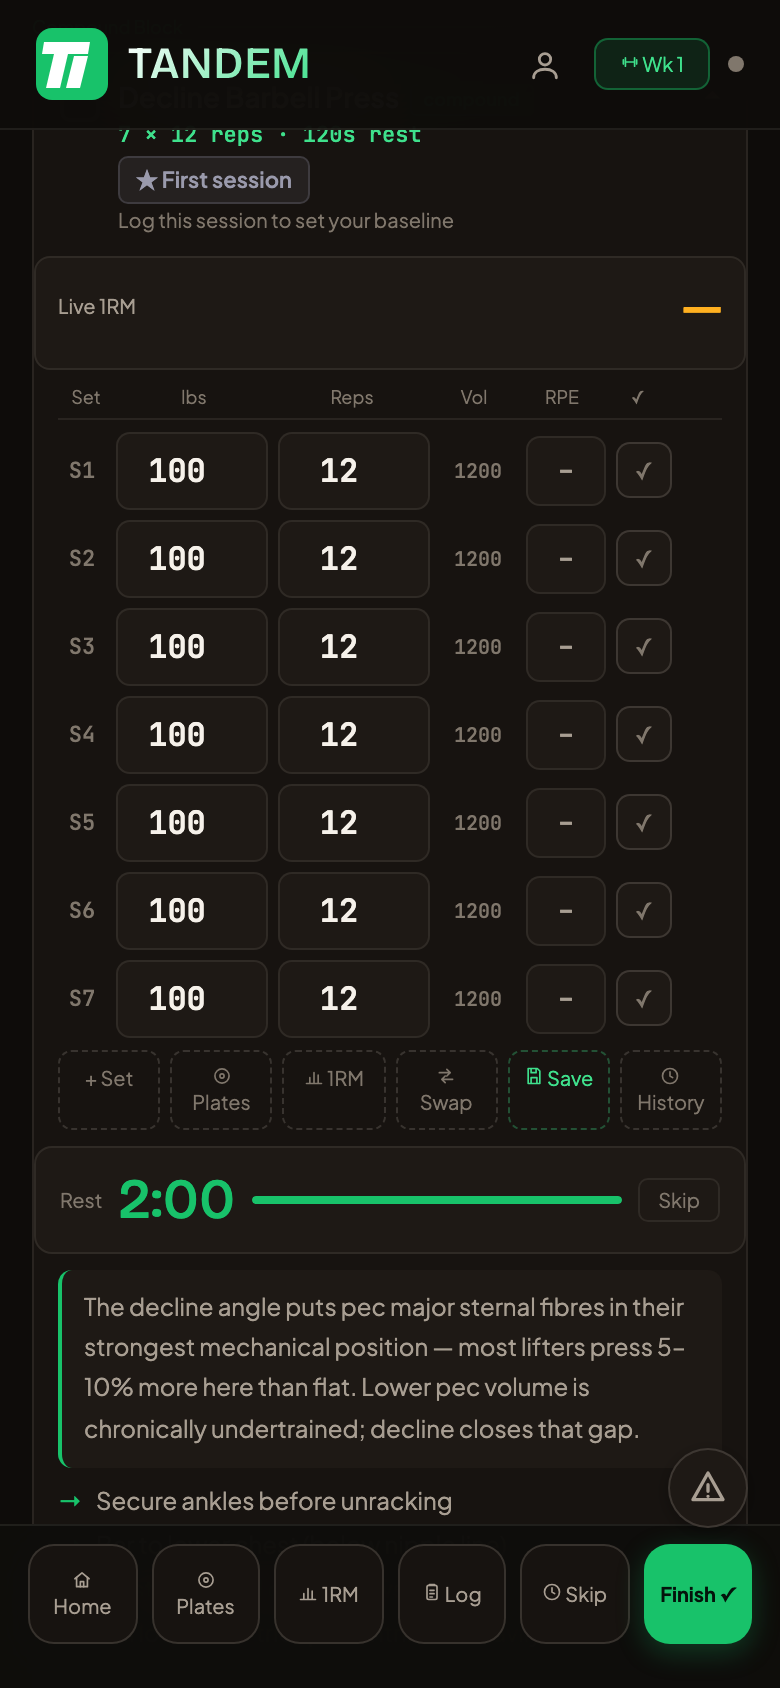 TANDEM
Wk 1
Decline Barbell Press
7 × 12 reps · 120s rest
★ First session
Log this session to set your baseline
Live 1RM —
Set lbs Reps Vol RPE ✓
S1 100 12 1200 – ✓
S2 100 12 1200 – ✓
S3 100 12 1200 – ✓
S4 100 12 1200 – ✓
S5 100 12 1200 – ✓
S6 100 12 1200 – ✓
S7 100 12 1200 – ✓
+ Set Plates 1RM Swap Save History
Rest 2:00 Skip
The decline angle puts pec major sternal fibres in their
strongest mechanical position — most lifters press 5–
10% more here than flat. Lower pec volume is
chronically undertrained; decline closes that gap.
→ Secure ankles before unracking
Home Plates 1RM Log Skip Finish ✓